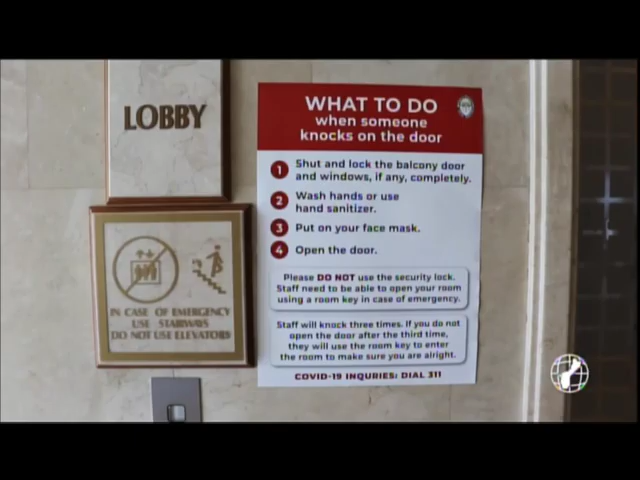 LOBBY
IN CASE OF EMERGENCY
USE STAIRWAYS
DO NOT USE ELEVATORS
WHAT TO DO
when someone
knocks on the door
1 Shut and lock the balcony door
and windows, if any, completely.
2 Wash hands or use
hand sanitizer.
3 Put on your face mask.
4 Open the door.
Please DO NOT use the security lock.
Staff need to be able to open your room
using a room key in case of emergency.
Staff will knock three times. If you do not
open the door after the third time,
they will use the room key to enter
the room to make sure you are alright.
COVID-19 INQURIES: DIAL 311